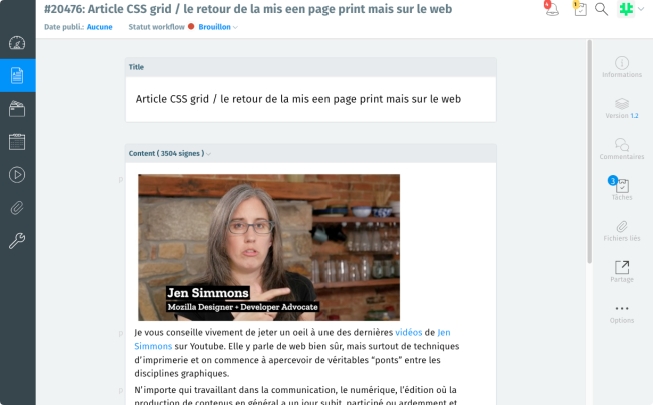 #20476: Article CSS grid / le retour de la mis een page print mais sur le web
4
1
Date publi.: Aucune Statut workflow Brouillon
Title
Article CSS grid / le retour de la mis een page print mais sur le web
Content ( 3504 signes )
p
Jen Simmons
Mozilla Designer + Developer Advocate
p
Je vous conseille vivement de jeter un oeil à une des dernières vidéos de Jen
Simmons sur Youtube. Elle y parle de web bien sûr, mais surtout de techniques
d'imprimerie et on commence à apercevoir de véritables "ponts" entre les
disciplines graphiques.
p
N'importe qui travaillant dans la communication, le numérique, l'édition où la
production de contenus en général a un jour subit, participé ou ardemment et
Informations
Version 1.2
Commentaires
3
Tâches
Fichiers liés
Partage
Options